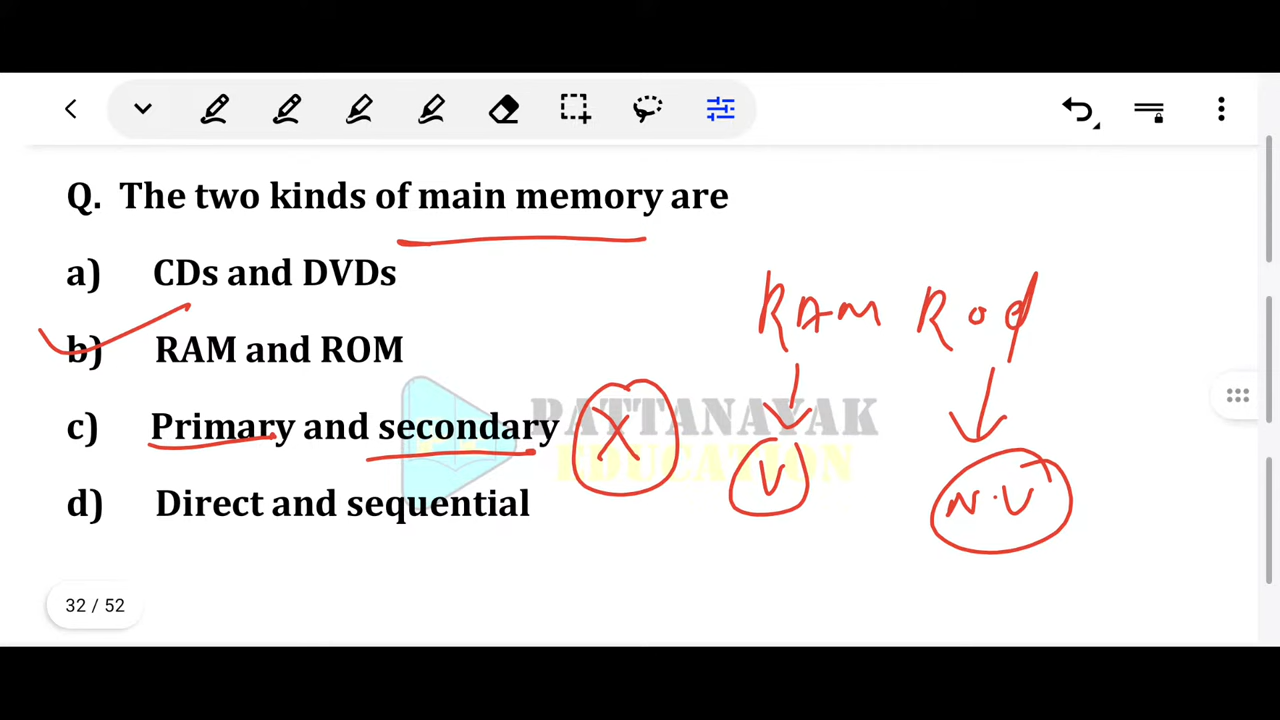 Q. The two kinds of main memory are
a) CDs and DVDs
b) RAM and ROM
c) Primary and secondary
d) Direct and sequential
RAM
X
V
N.V
PATTANAYAK
EDUCATION
32 / 52